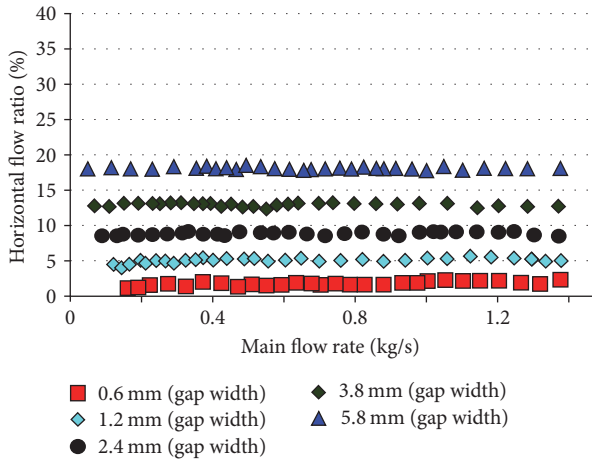 40
35
30
25
20
15
10
5
0
Horizontal flow ratio (%)
0 0.4 0.8 1.2
Main flow rate (kg/s)
0.6 mm (gap width)
1.2 mm (gap width)
2.4 mm (gap width)
3.8 mm (gap width)
5.8 mm (gap width)